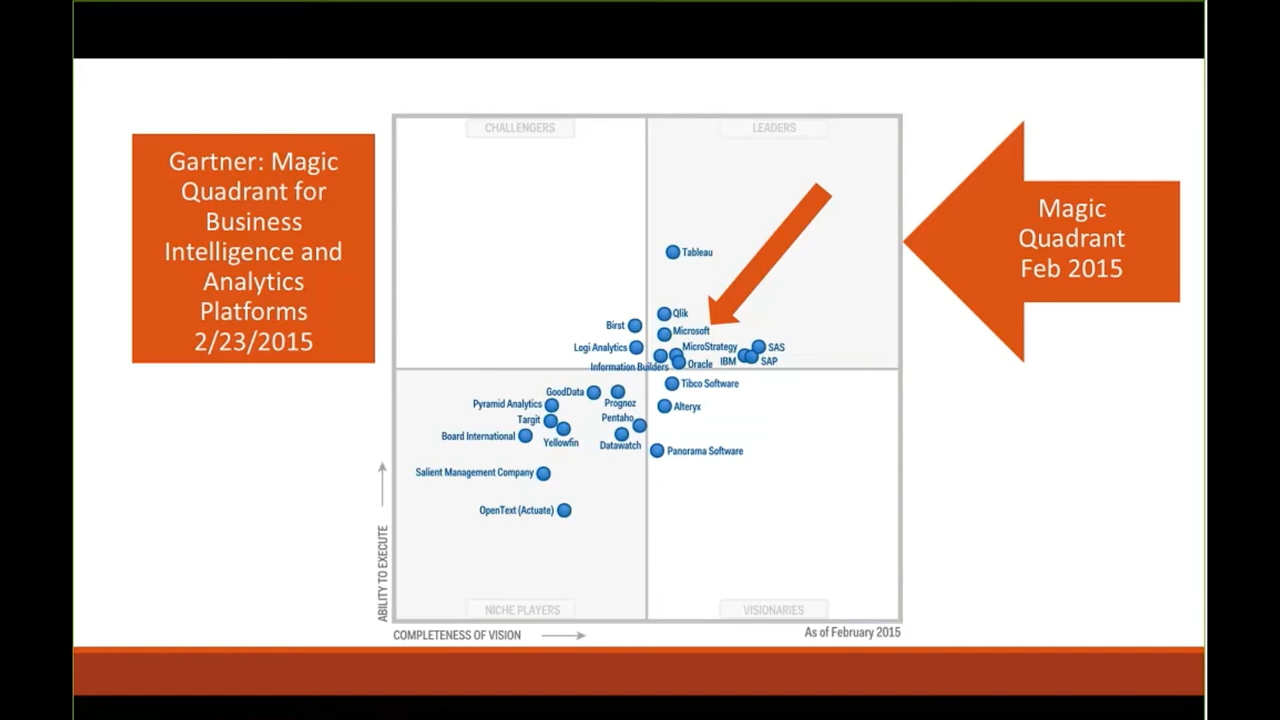 Gartner: Magic
Quadrant for
Business
Intelligence and
Analytics
Platforms
2/23/2015
CHALLENGERS
LEADERS
Magic
Quadrant
Feb 2015
Tableau
Qlik
Birst
Microsoft
Logi Analytics
MicroStrategy
SAS
Information Builders
Oracle
IBM
SAP
Tibco Software
GoodData
Prognoz
Pyramid Analytics
Alteryx
Targit
Pentaho
Board International
Yellowfin
Datawatch
Panorama Software
Salient Management Company
OpenText (Actuate)
ABILITY TO EXECUTE
NICHE PLAYERS
VISIONARIES
COMPLETENESS OF VISION
As of February 2015